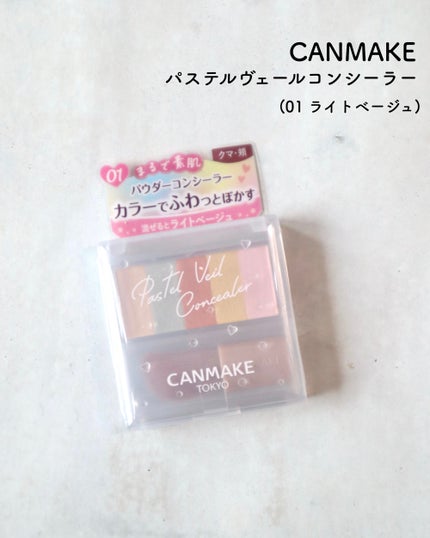 CANMAKE
パステルヴェールコンシーラー
(01 ライトベージュ)
01 まるで素肌
クマ・頬
パウダーコンシーラー
カラーでふわっとぼかす
混ぜるとライトベージュ
Pastel Veil
Concealer
CANMAKE
TOKYO